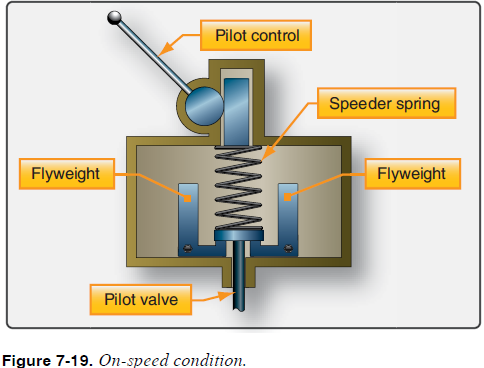 Pilot control
Speeder spring
Flyweight
Flyweight
Pilot valve
Figure 7-19. On-speed condition.